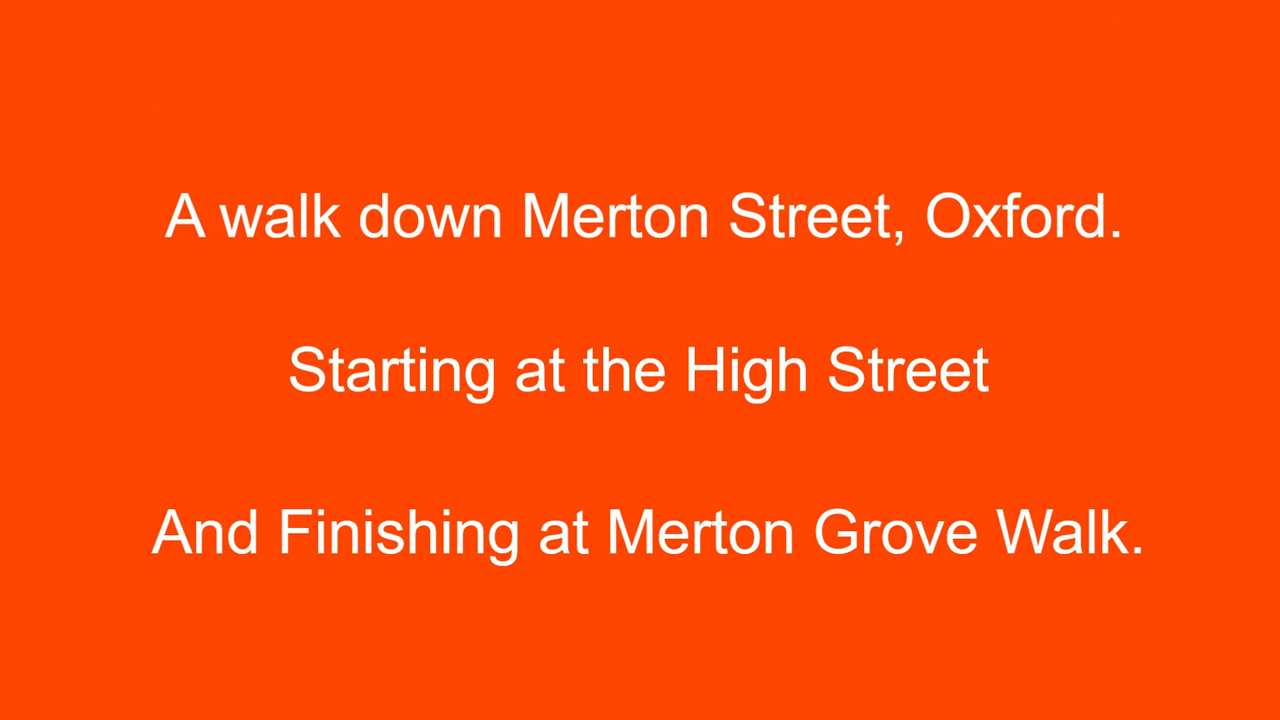 A walk down Merton Street, Oxford.
Starting at the High Street
And Finishing at Merton Grove Walk.